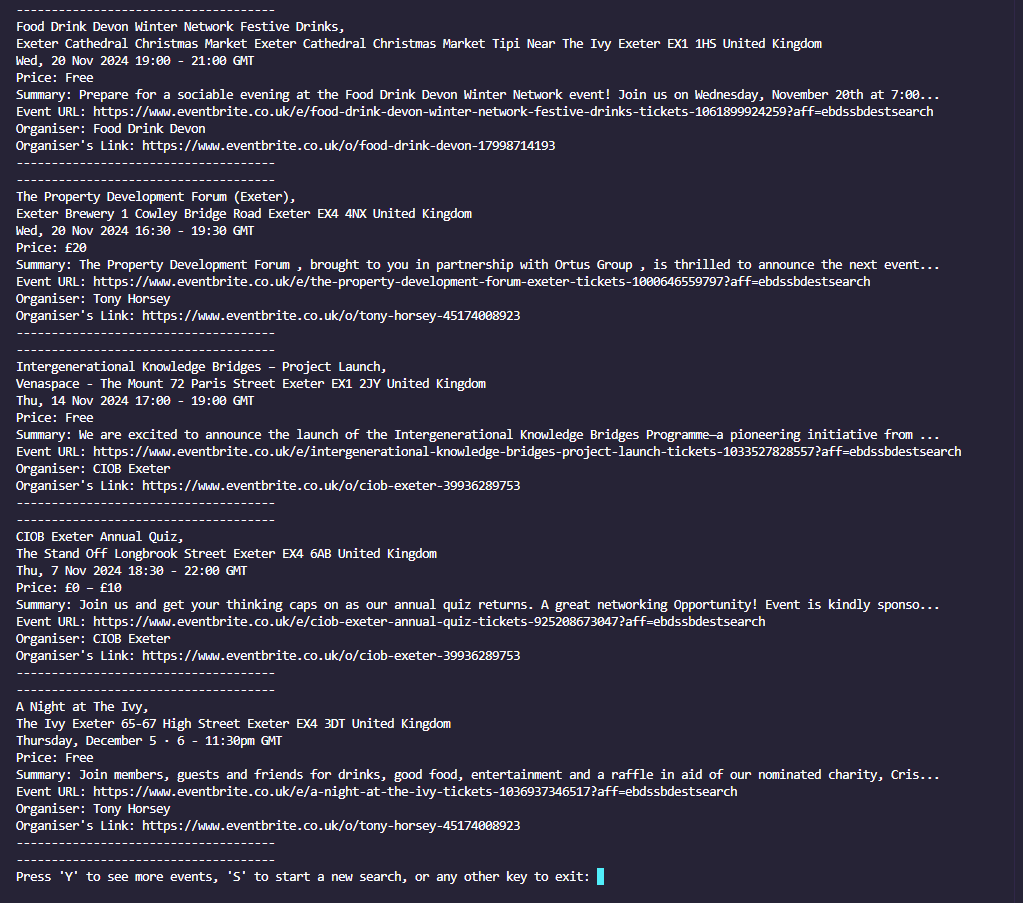 -------------------------------------
Food Drink Devon Winter Network Festive Drinks,
Exeter Cathedral Christmas Market Exeter Cathedral Christmas Market Tipi Near The Ivy Exeter EX1 1HS United Kingdom
Wed, 20 Nov 2024 19:00 - 21:00 GMT
Price: Free
Summary: Prepare for a sociable evening at the Food Drink Devon Winter Network event! Join us on Wednesday, November 20th at 7:00...
Event URL: https://www.eventbrite.co.uk/e/food-drink-devon-winter-network-festive-drinks-tickets-1061899924259?aff=ebdssbdestsearch
Organiser: Food Drink Devon
Organiser's Link: https://www.eventbrite.co.uk/o/food-drink-devon-17998714193
-------------------------------------
-------------------------------------
The Property Development Forum (Exeter),
Exeter Brewery 1 Cowley Bridge Road Exeter EX4 4NX United Kingdom
Wed, 20 Nov 2024 16:30 - 19:30 GMT
Price: £20
Summary: The Property Development Forum , brought to you in partnership with Ortus Group , is thrilled to announce the next event...
Event URL: https://www.eventbrite.co.uk/e/the-property-development-forum-exeter-tickets-1000646559797?aff=ebdssbdestsearch
Organiser: Tony Horsey
Organiser's Link: https://www.eventbrite.co.uk/o/tony-horsey-45174008923
-------------------------------------
-------------------------------------
Intergenerational Knowledge Bridges – Project Launch,
Venaspace - The Mount 72 Paris Street Exeter EX1 2JY United Kingdom
Thu, 14 Nov 2024 17:00 - 19:00 GMT
Price: Free
Summary: We are excited to announce the launch of the Intergenerational Knowledge Bridges Programme—a pioneering initiative from ...
Event URL: https://www.eventbrite.co.uk/e/intergenerational-knowledge-bridges-project-launch-tickets-1033527828557?aff=ebdssbdestsearch
Organiser: CIOB Exeter
Organiser's Link: https://www.eventbrite.co.uk/o/ciob-exeter-39936289753
-------------------------------------
-------------------------------------
CIOB Exeter Annual Quiz,
The Stand Off Longbrook Street Exeter EX4 6AB United Kingdom
Thu, 7 Nov 2024 18:30 - 22:00 GMT
Price: £0 – £10
Summary: Join us and get your thinking caps on as our annual quiz returns. A great networking Opportunity! Event is kindly sponso...
Event URL: https://www.eventbrite.co.uk/e/ciob-exeter-annual-quiz-tickets-925208673047?aff=ebdssbdestsearch
Organiser: CIOB Exeter
Organiser's Link: https://www.eventbrite.co.uk/o/ciob-exeter-39936289753
-------------------------------------
-------------------------------------
A Night at The Ivy,
The Ivy Exeter 65-67 High Street Exeter EX4 3DT United Kingdom
Thursday, December 5 · 6 - 11:30pm GMT
Price: Free
Summary: Join members, guests and friends for drinks, good food, entertainment and a raffle in aid of our nominated charity, Cris...
Event URL: https://www.eventbrite.co.uk/e/a-night-at-the-ivy-tickets-1036937346517?aff=ebdssbdestsearch
Organiser: Tony Horsey
Organiser's Link: https://www.eventbrite.co.uk/o/tony-horsey-45174008923
-------------------------------------
-------------------------------------
Press 'Y' to see more events, 'S' to start a new search, or any other key to exit: